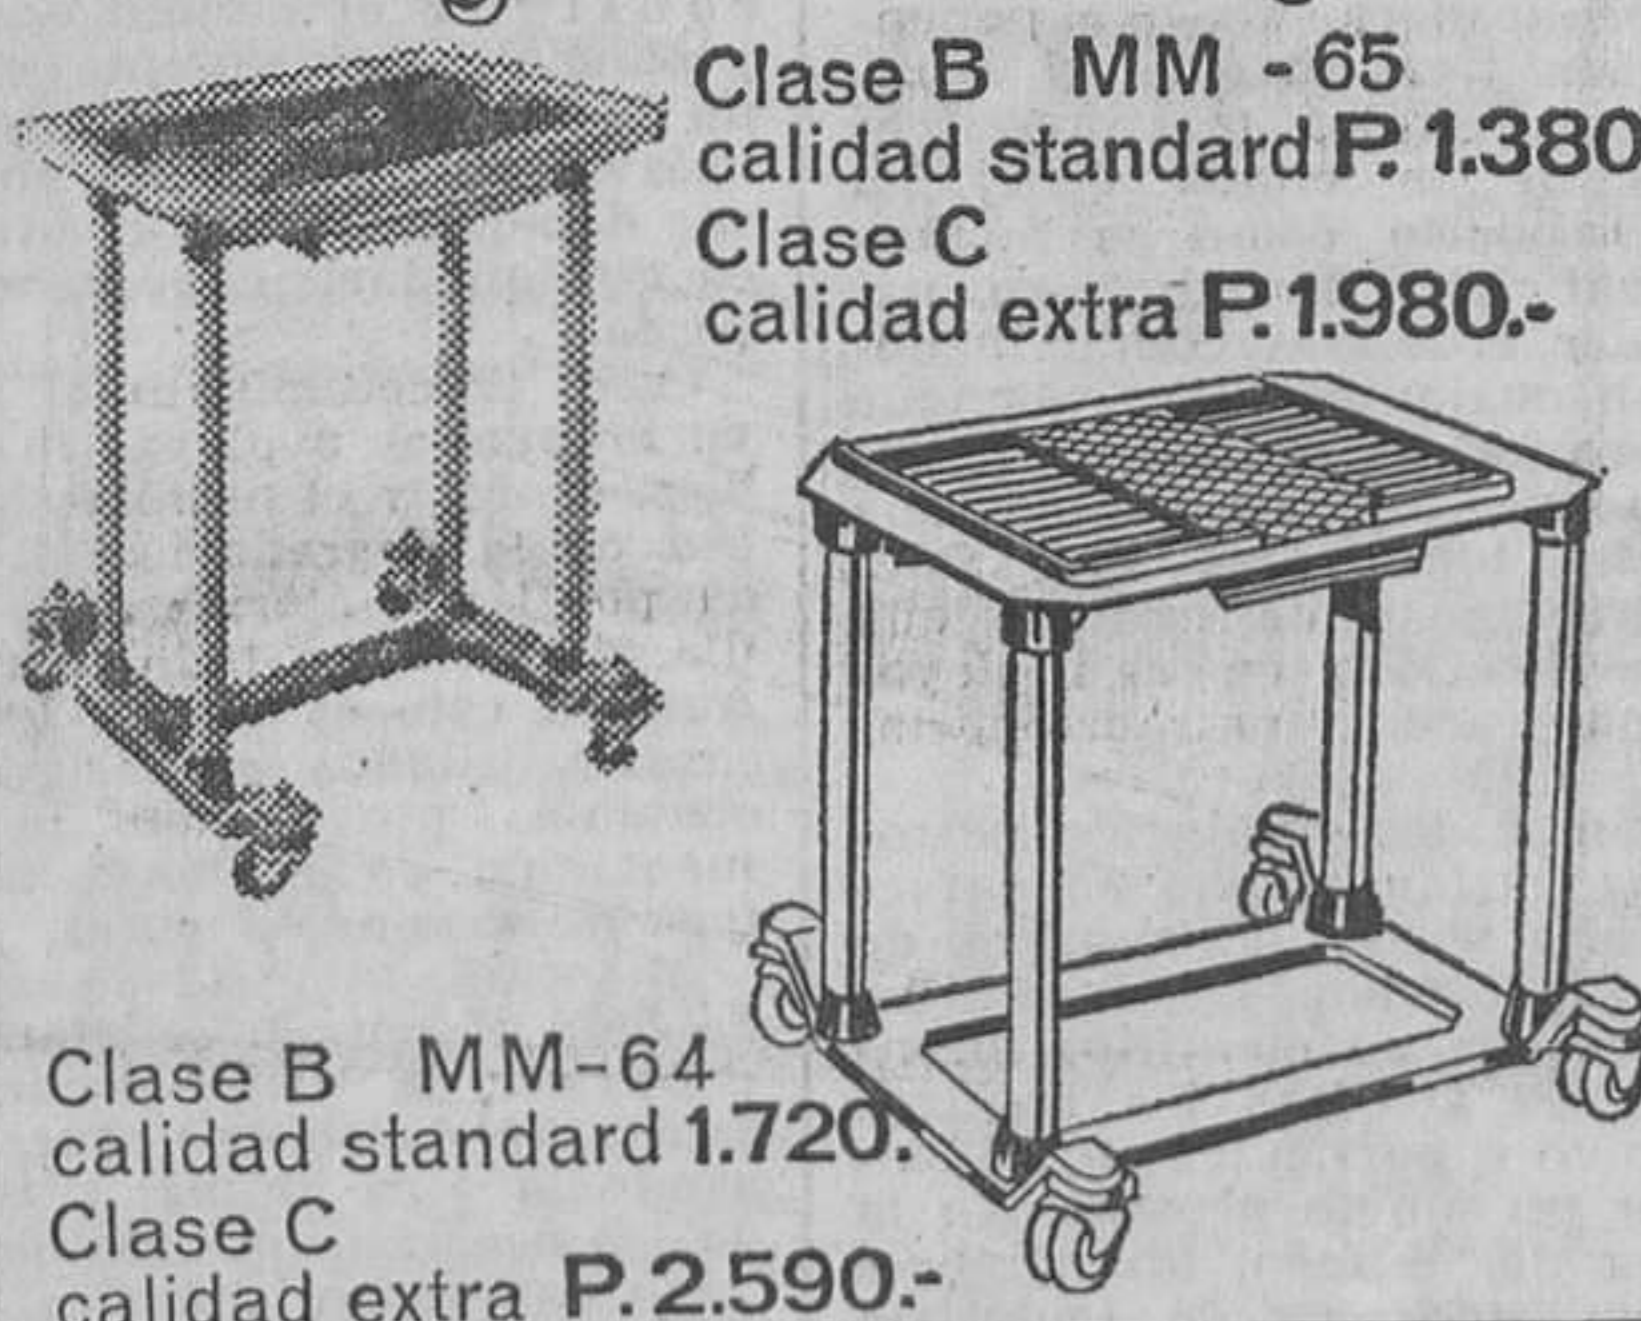 Clase B MM - 65
calidad standard P. 1.380
Clase C
calidad extra P. 1.980.-
Clase B MM-64
calidad standard 1.720.
Clase C
calidad extra P. 2.590.-